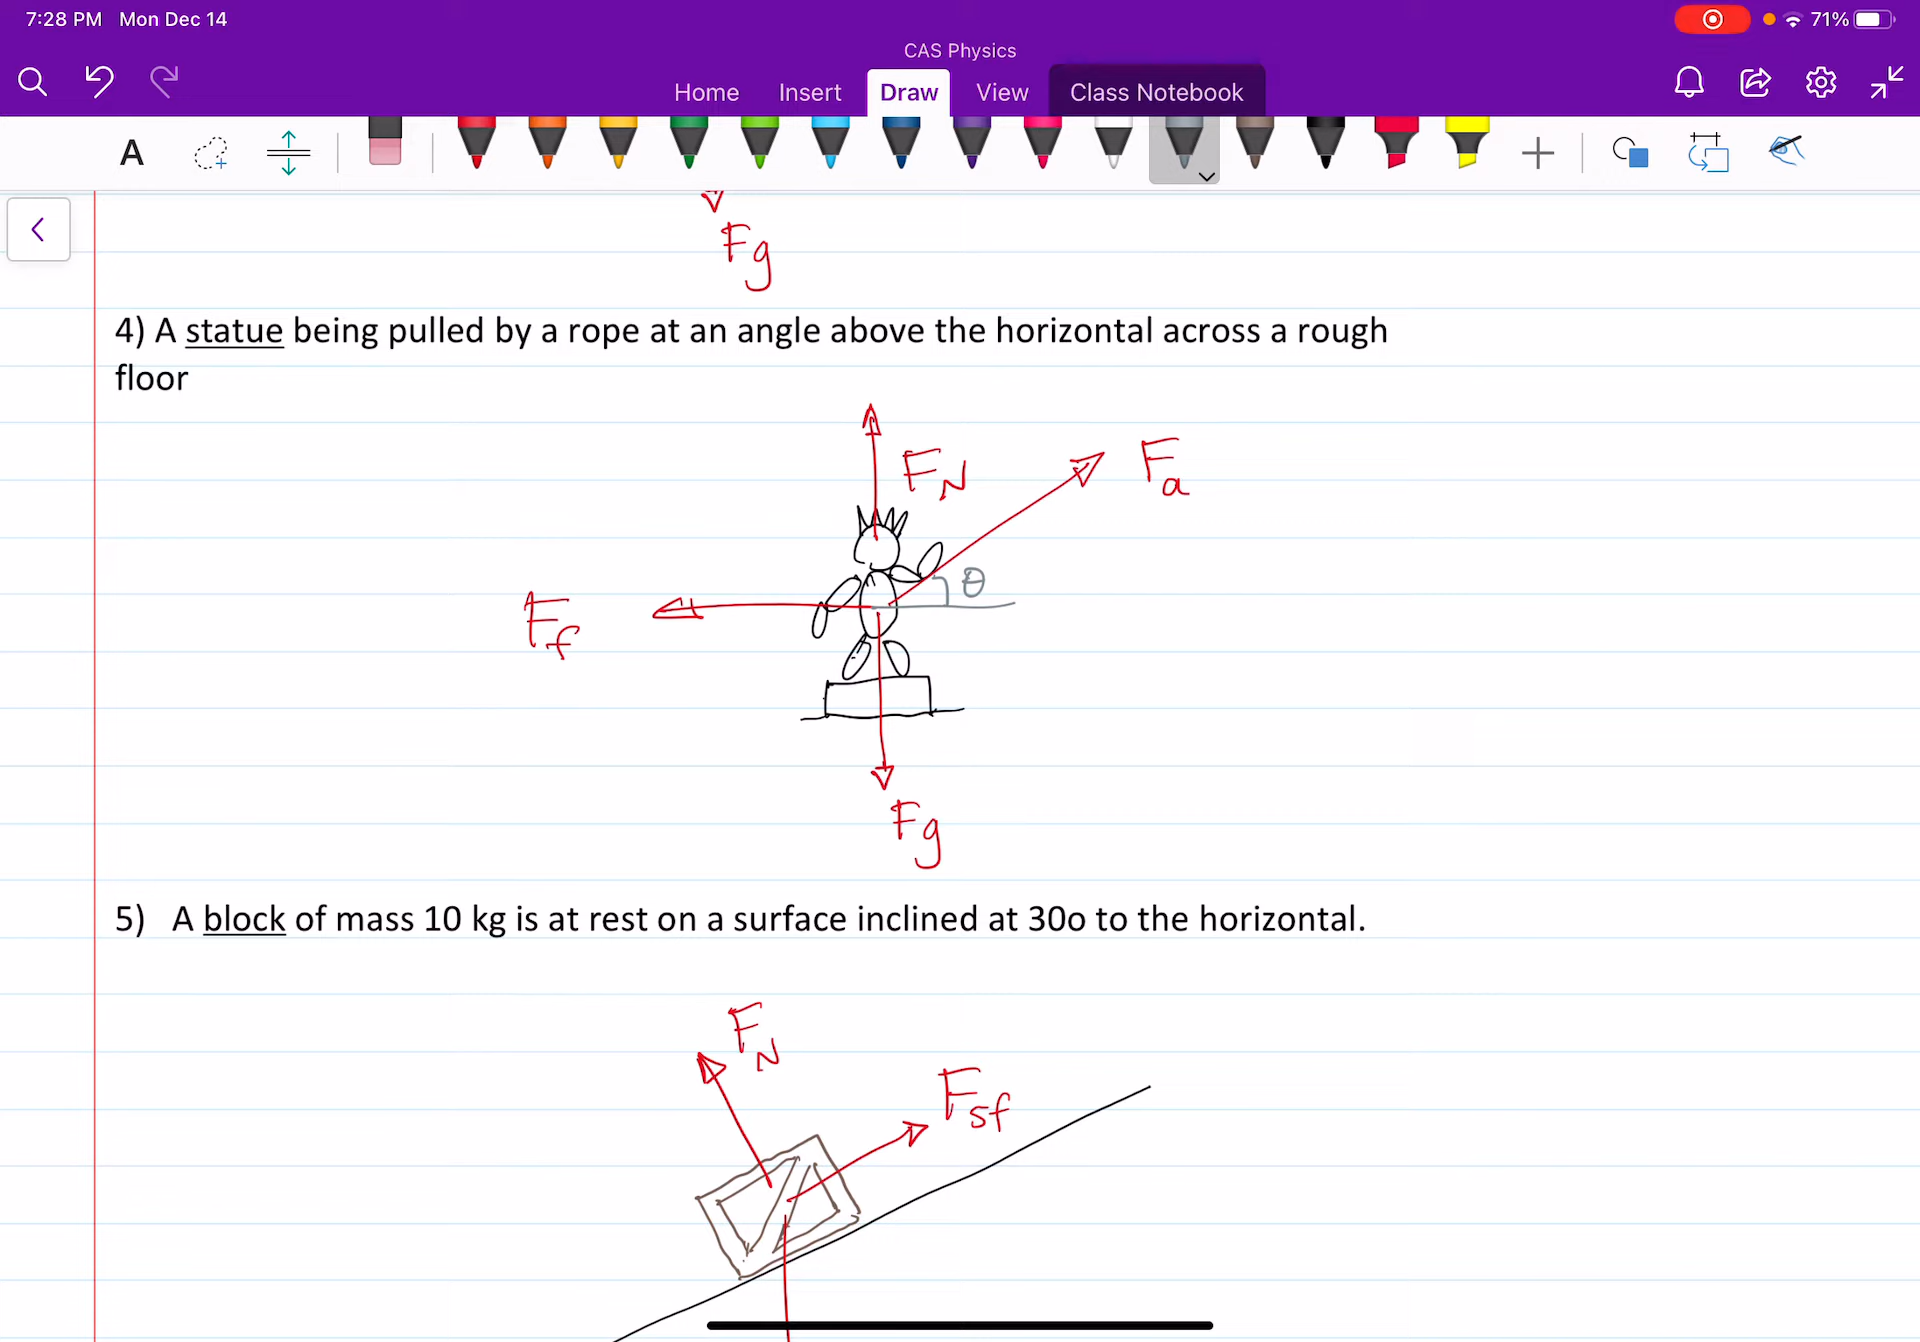 7:28 PM Mon Dec 14
71%
CAS Physics
Home Insert Draw View Class Notebook
A
Fg
4) A statue being pulled by a rope at an angle above the horizontal across a rough
floor
FN
Fa
θ
Ff
Fg
5) A block of mass 10 kg is at rest on a surface inclined at 30o to the horizontal.
FN
Fsf